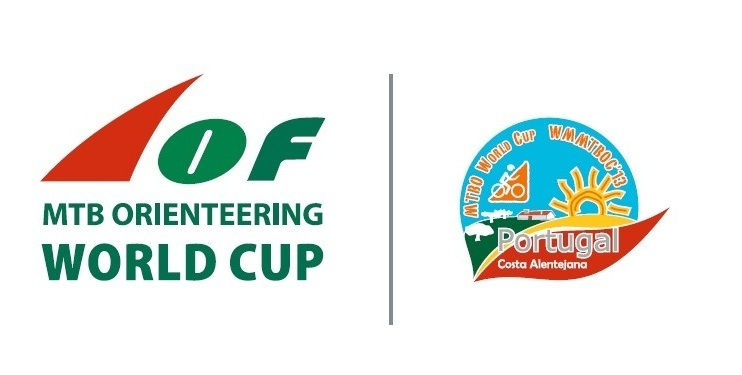 IOF
MTB ORIENTEERING
WORLD CUP
MTBO World Cup WMMTBOC'13
Portugal
Costa Alentejana